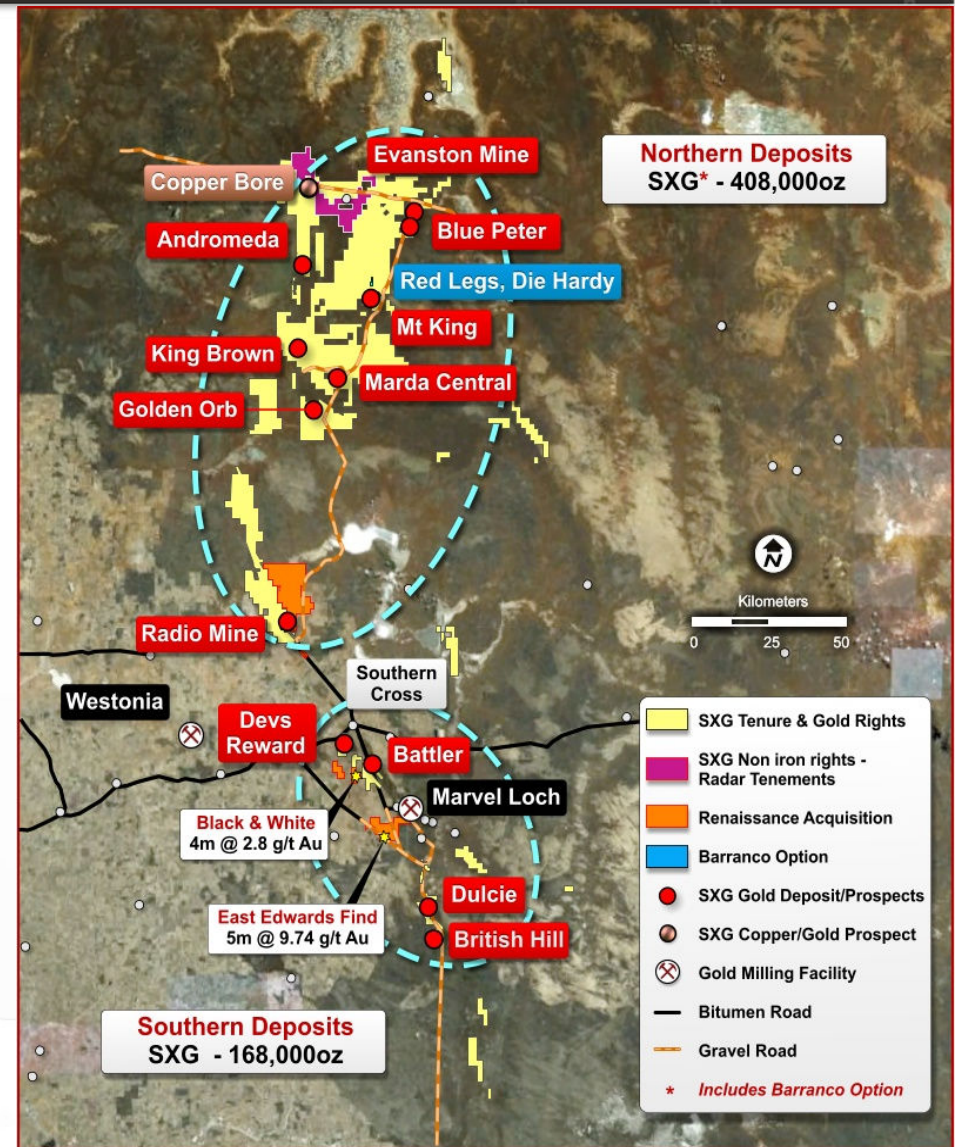 Evanston Mine
Northern Deposits
SXG* - 408,000oz
Copper Bore
Andromeda
Blue Peter
Red Legs, Die Hardy
Mt King
King Brown
Marda Central
Golden Orb
N
Kilometers
0 25 50
Radio Mine
Southern
Cross
Westonia
Devs
Reward
Battler
Marvel Loch
Black & White
4m @ 2.8 g/t Au
East Edwards Find
5m @ 9.74 g/t Au
Dulcie
British Hill
Southern Deposits
SXG - 168,000oz
SXG Tenure & Gold Rights
SXG Non iron rights -
Radar Tenements
Renaissance Acquisition
Barranco Option
SXG Gold Deposit/Prospects
SXG Copper/Gold Prospect
Gold Milling Facility
Bitumen Road
Gravel Road
* Includes Barranco Option